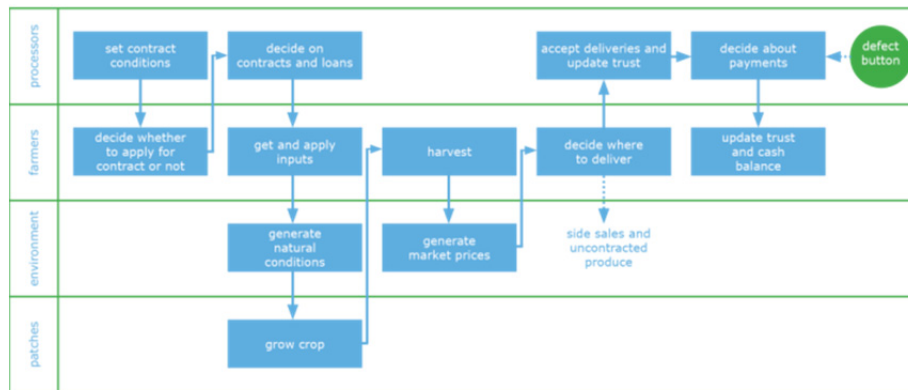 processors
set contract
conditions
decide on
contracts and loans
accept deliveries and
update trust
decide about
payments
defect
button
farmers
decide whether
to apply for
contract or not
get and apply
inputs
harvest
decide where
to deliver
update trust
and cash
balance
environment
generate
natural
conditions
generate
market prices
side sales and
uncontracted
produce
patches
grow crop